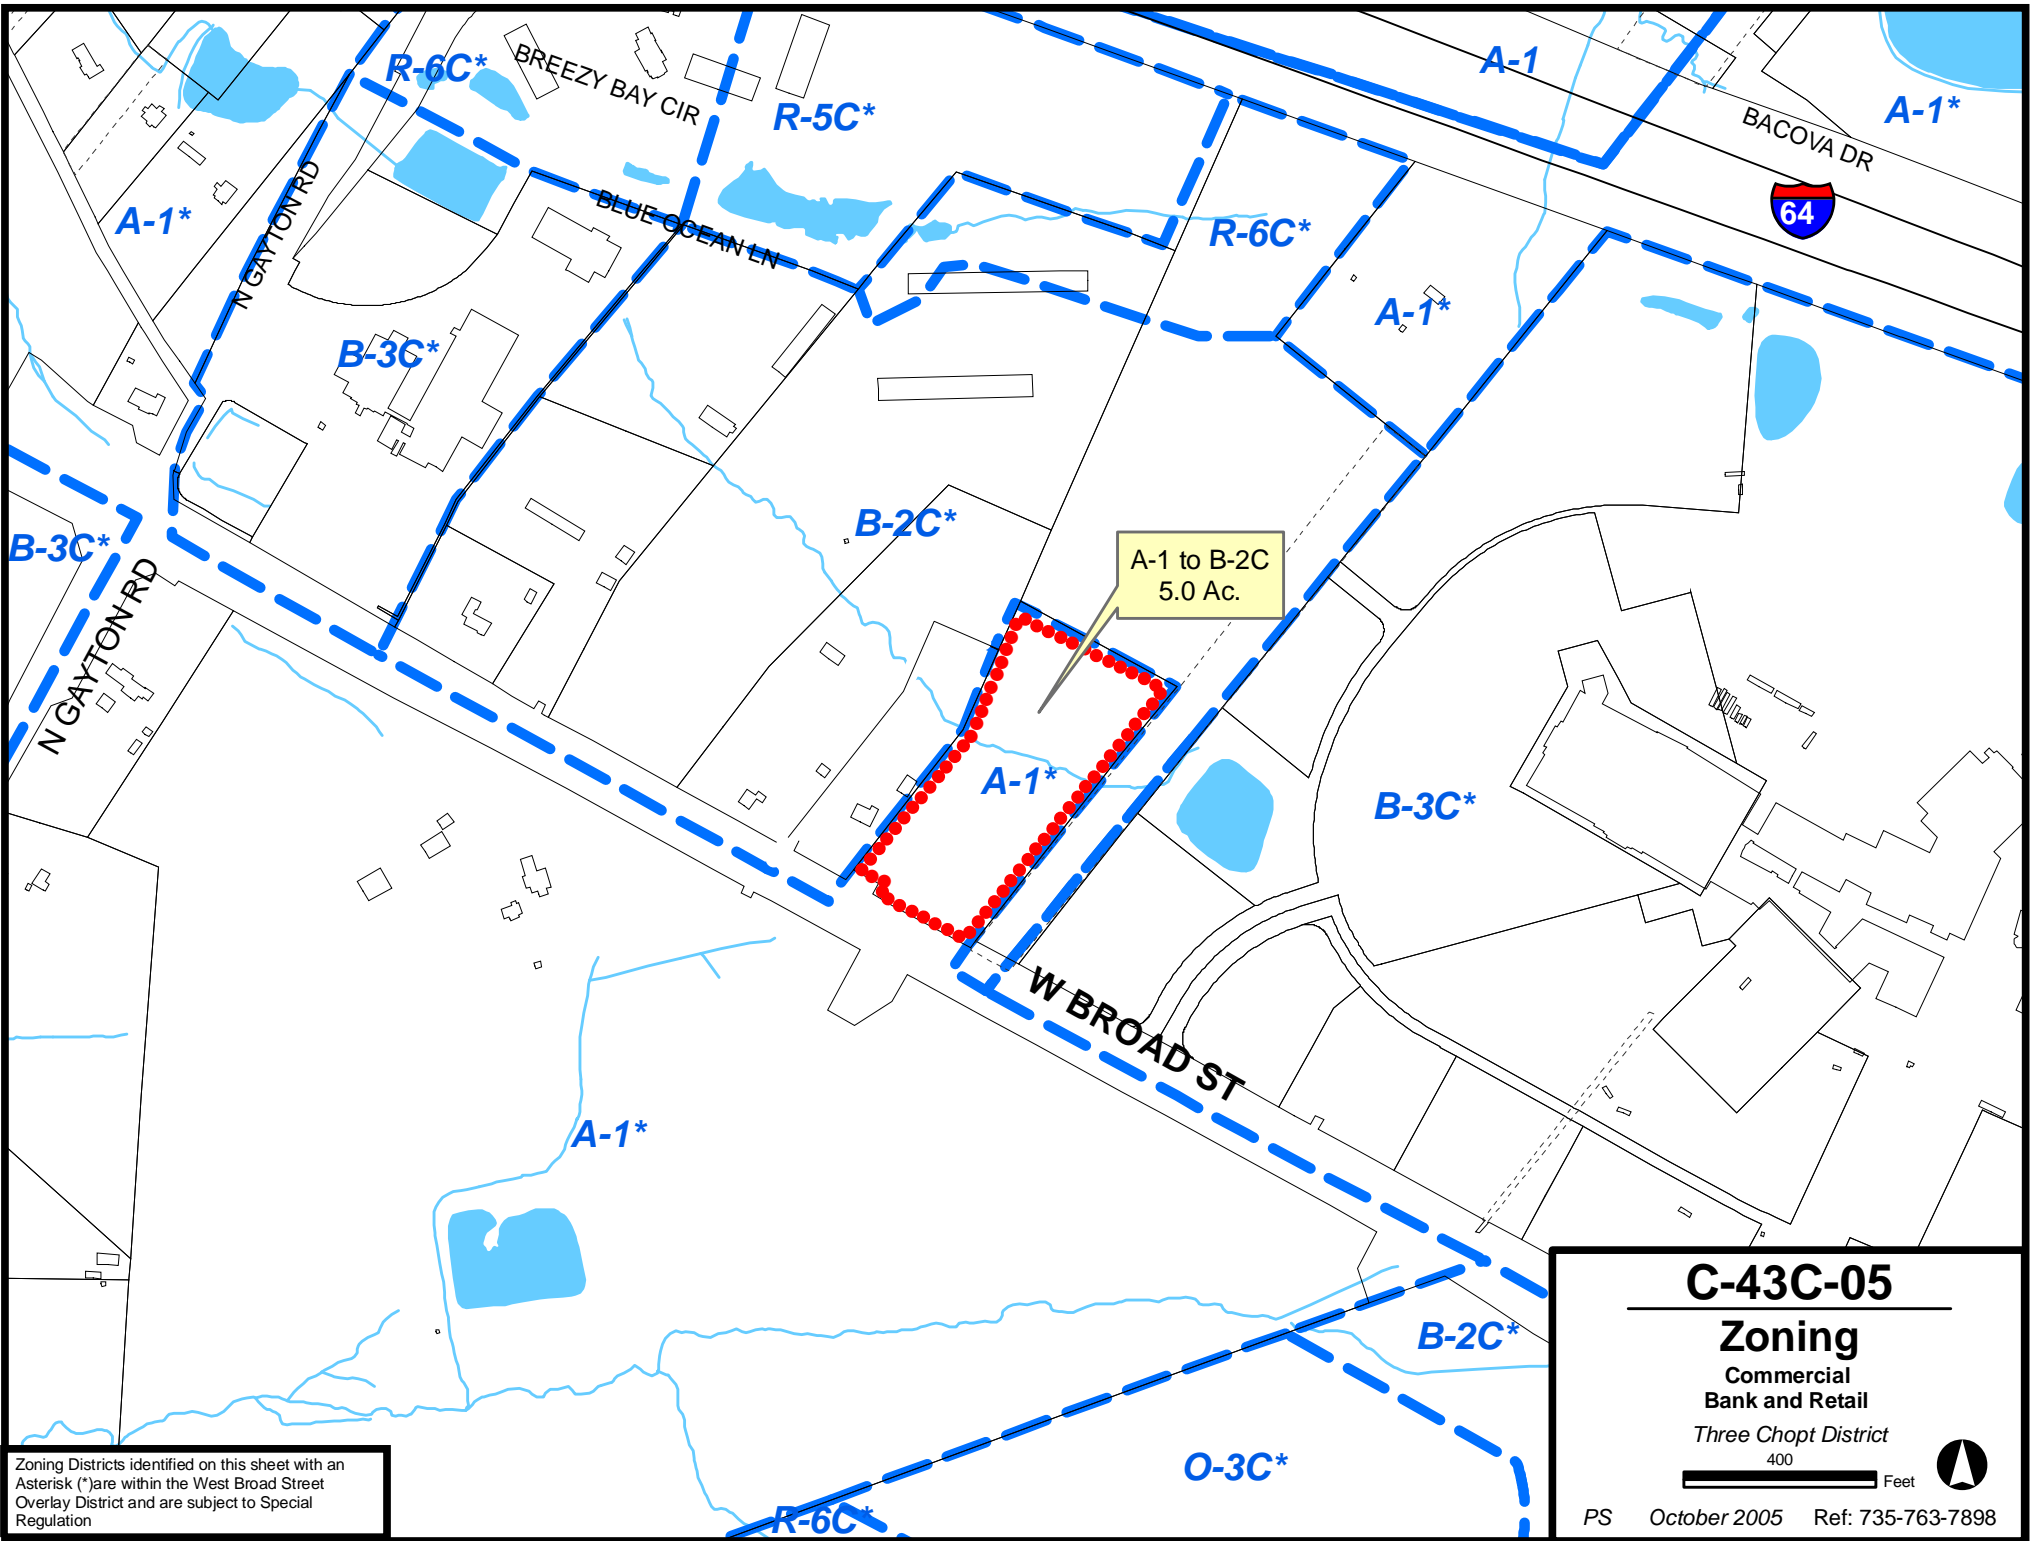 R-6C*
BREEZY BAY CIR
R-5C*
A-1
A-1*
BACOVA DR
64
A-1*
N GAYTON RD
BLUE OCEAN LN
R-6C*
A-1*
B-3C*
B-2C*
B-3C*
N GAYTON RD
A-1 to B-2C
5.0 Ac.
A-1*
B-3C*
W BROAD ST
A-1*
B-2C*
O-3C*
R-6C*
C-43C-05
Zoning
Commercial
Bank and Retail
Three Chopt District
400
Feet
PS October 2005 Ref: 735-763-7898
Zoning Districts identified on this sheet with an
Asterisk (*)are within the West Broad Street
Overlay District and are subject to Special
Regulation